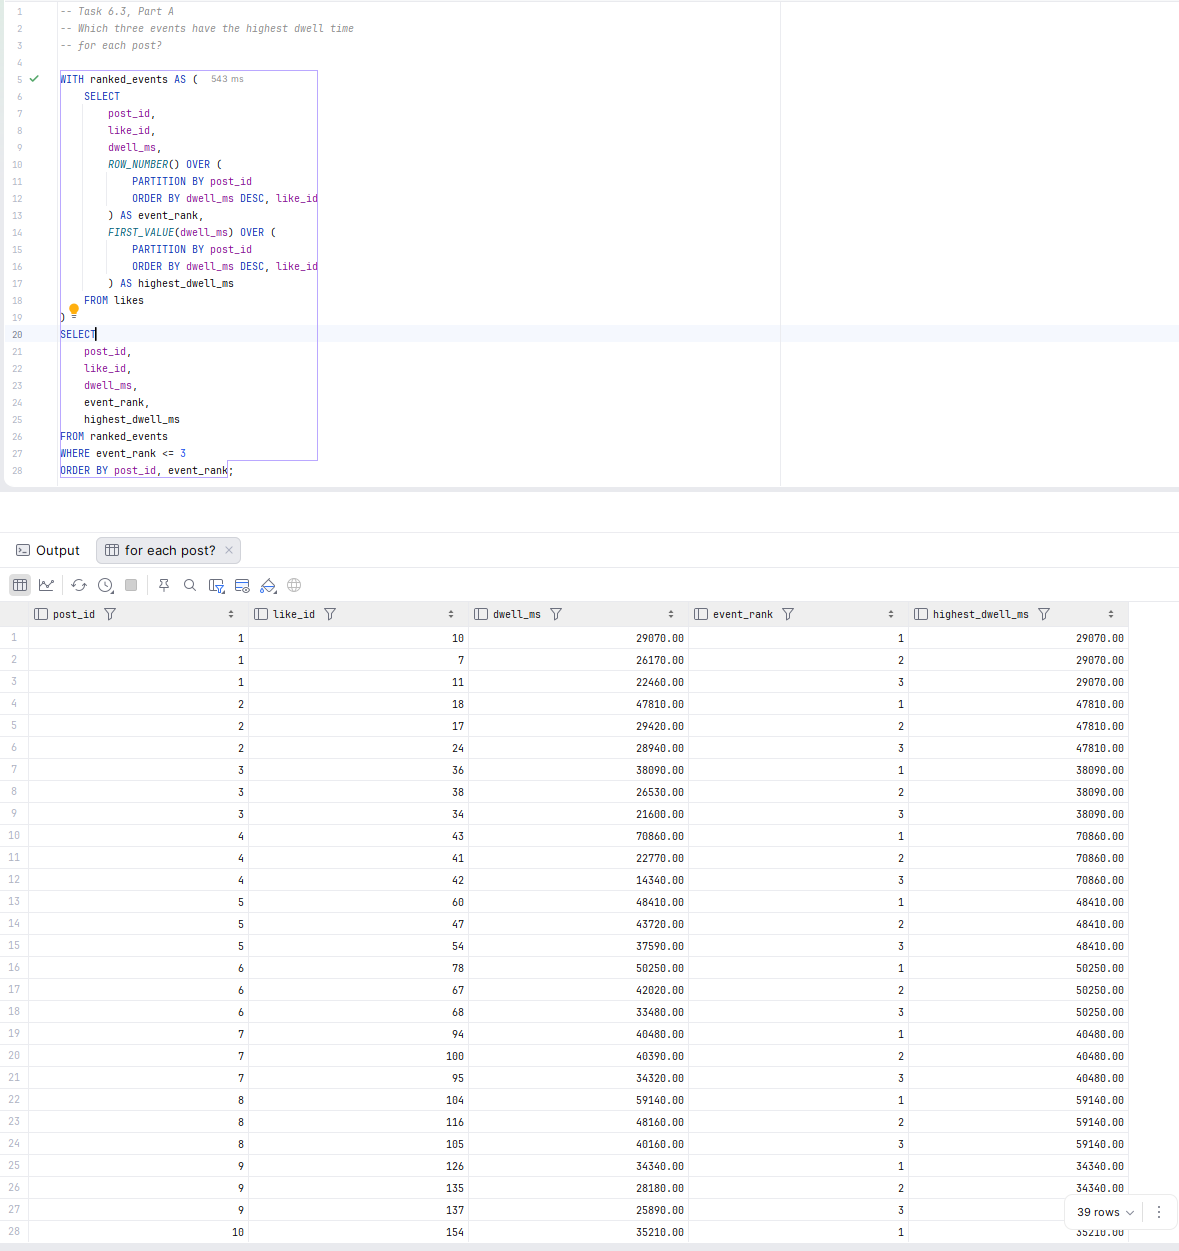 1 -- Task 6.3, Part A
2 -- Which three events have the highest dwell time
3 -- for each post?
4
5 WITH ranked_events AS ( 543 ms
6 SELECT
7 post_id,
8 like_id,
9 dwell_ms,
10 ROW_NUMBER() OVER (
11 PARTITION BY post_id
12 ORDER BY dwell_ms DESC, like_id
13 ) AS event_rank,
14 FIRST_VALUE(dwell_ms) OVER (
15 PARTITION BY post_id
16 ORDER BY dwell_ms DESC, like_id
17 ) AS highest_dwell_ms
18 FROM likes
19 )
20 SELECT
21 post_id,
22 like_id,
23 dwell_ms,
24 event_rank,
25 highest_dwell_ms
26 FROM ranked_events
27 WHERE event_rank <= 3
28 ORDER BY post_id, event_rank;
Output for each post?
post_id like_id dwell_ms event_rank highest_dwell_ms
1 1 10 29070.00 1 29070.00
2 1 7 26170.00 2 29070.00
3 1 11 22460.00 3 29070.00
4 2 18 47810.00 1 47810.00
5 2 17 29420.00 2 47810.00
6 2 24 28940.00 3 47810.00
7 3 36 38090.00 1 38090.00
8 3 38 26530.00 2 38090.00
9 3 34 21600.00 3 38090.00
10 4 43 70860.00 1 70860.00
11 4 41 22770.00 2 70860.00
12 4 42 14340.00 3 70860.00
13 5 60 48410.00 1 48410.00
14 5 47 43720.00 2 48410.00
15 5 54 37590.00 3 48410.00
16 6 78 50250.00 1 50250.00
17 6 67 42020.00 2 50250.00
18 6 68 33480.00 3 50250.00
19 7 94 40480.00 1 40480.00
20 7 100 40390.00 2 40480.00
21 7 95 34320.00 3 40480.00
22 8 104 59140.00 1 59140.00
23 8 116 48160.00 2 59140.00
24 8 105 40160.00 3 59140.00
25 9 126 34340.00 1 34340.00
26 9 135 28180.00 2 34340.00
27 9 137 25890.00 3
39 rows
28 10 154 35210.00 1 35210.00